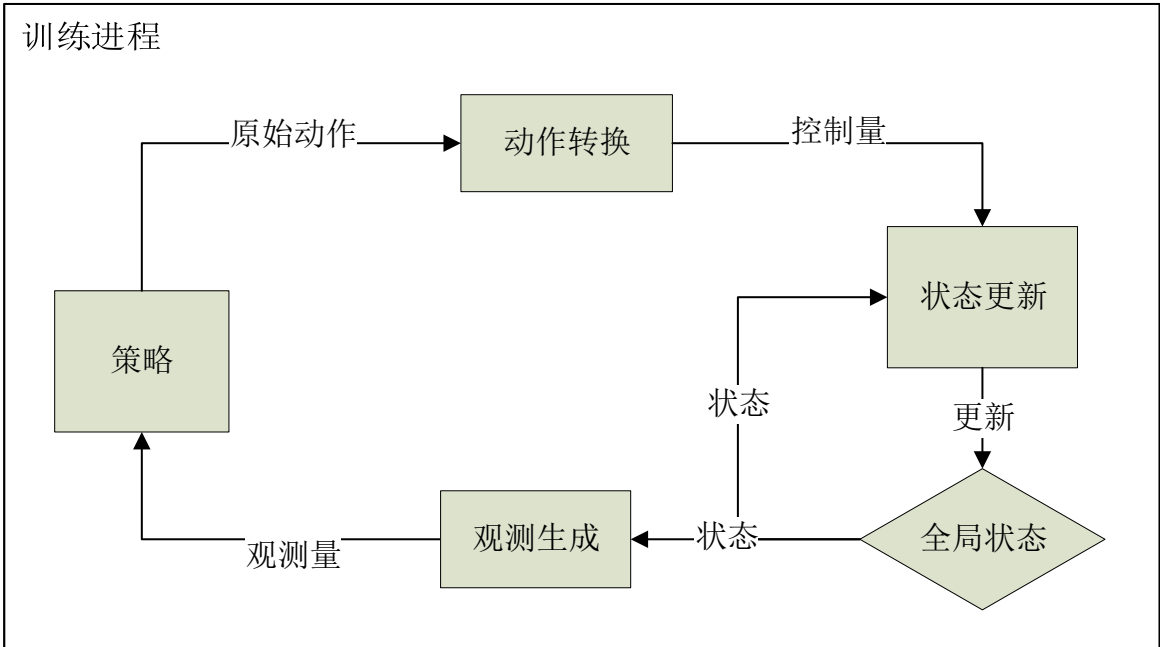 训练进程
原始动作
动作转换
控制量
状态更新
策略
状态
更新
观测生成
状态
全局状态
观测量